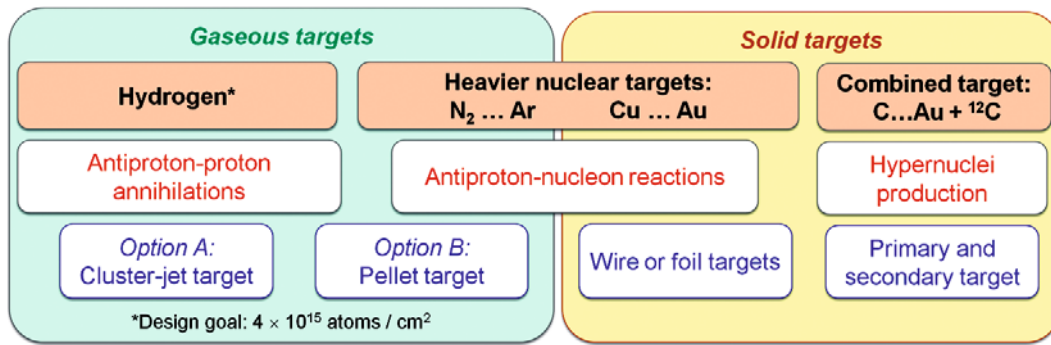 Gaseous targets
Solid targets
Hydrogen*
Heavier nuclear targets:
N₂ ... Ar Cu ... Au
Combined target:
C...Au + ¹²C
Antiproton-proton
annihilations
Antiproton-nucleon reactions
Hypernuclei
production
Option A:
Cluster-jet target
Option B:
Pellet target
Wire or foil targets
Primary and
secondary target
*Design goal: 4 × 10¹⁵ atoms / cm²